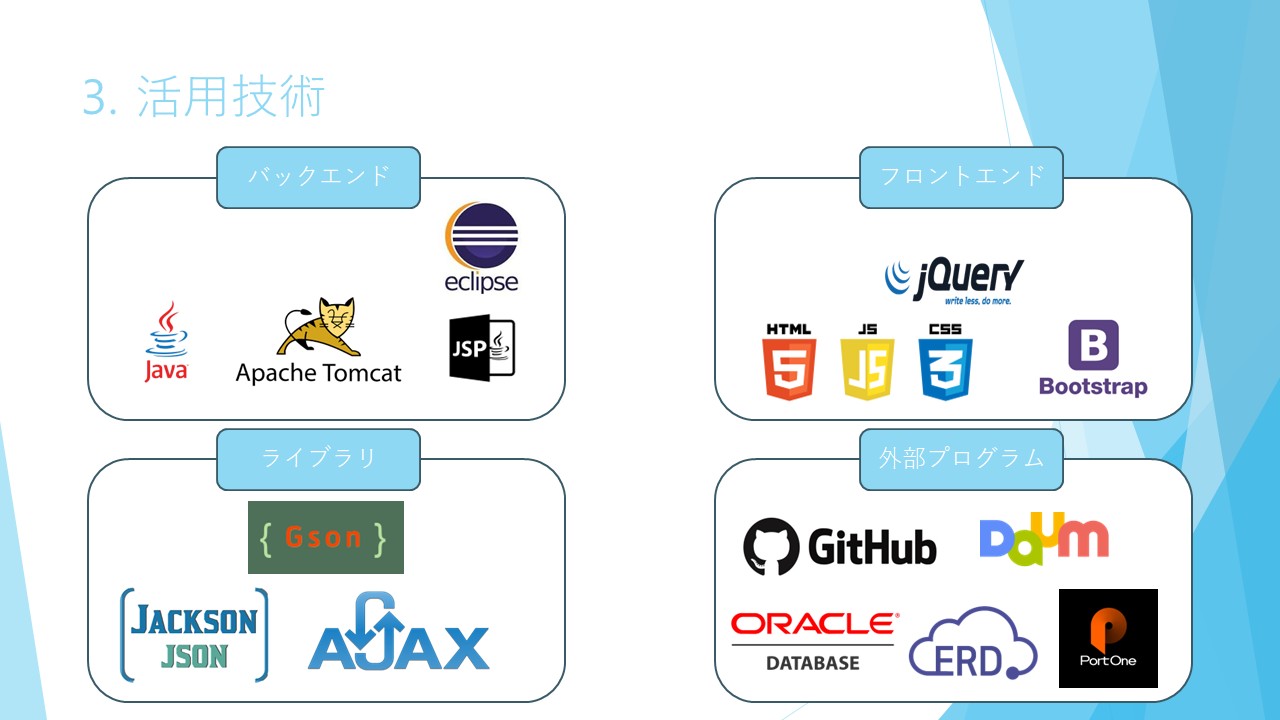 3. 活用技術
バックエンド
eclipse
Java
Apache Tomcat
JSP
フロントエンド
jQuery
write less, do more.
HTML
5
JS
JS
CSS
3
B
Bootstrap
ライブラリ
{ Gson }
JACKSON
JSON
AJAX
外部プログラム
GitHub
Daum
ORACLE®
DATABASE
ERD
PortOne